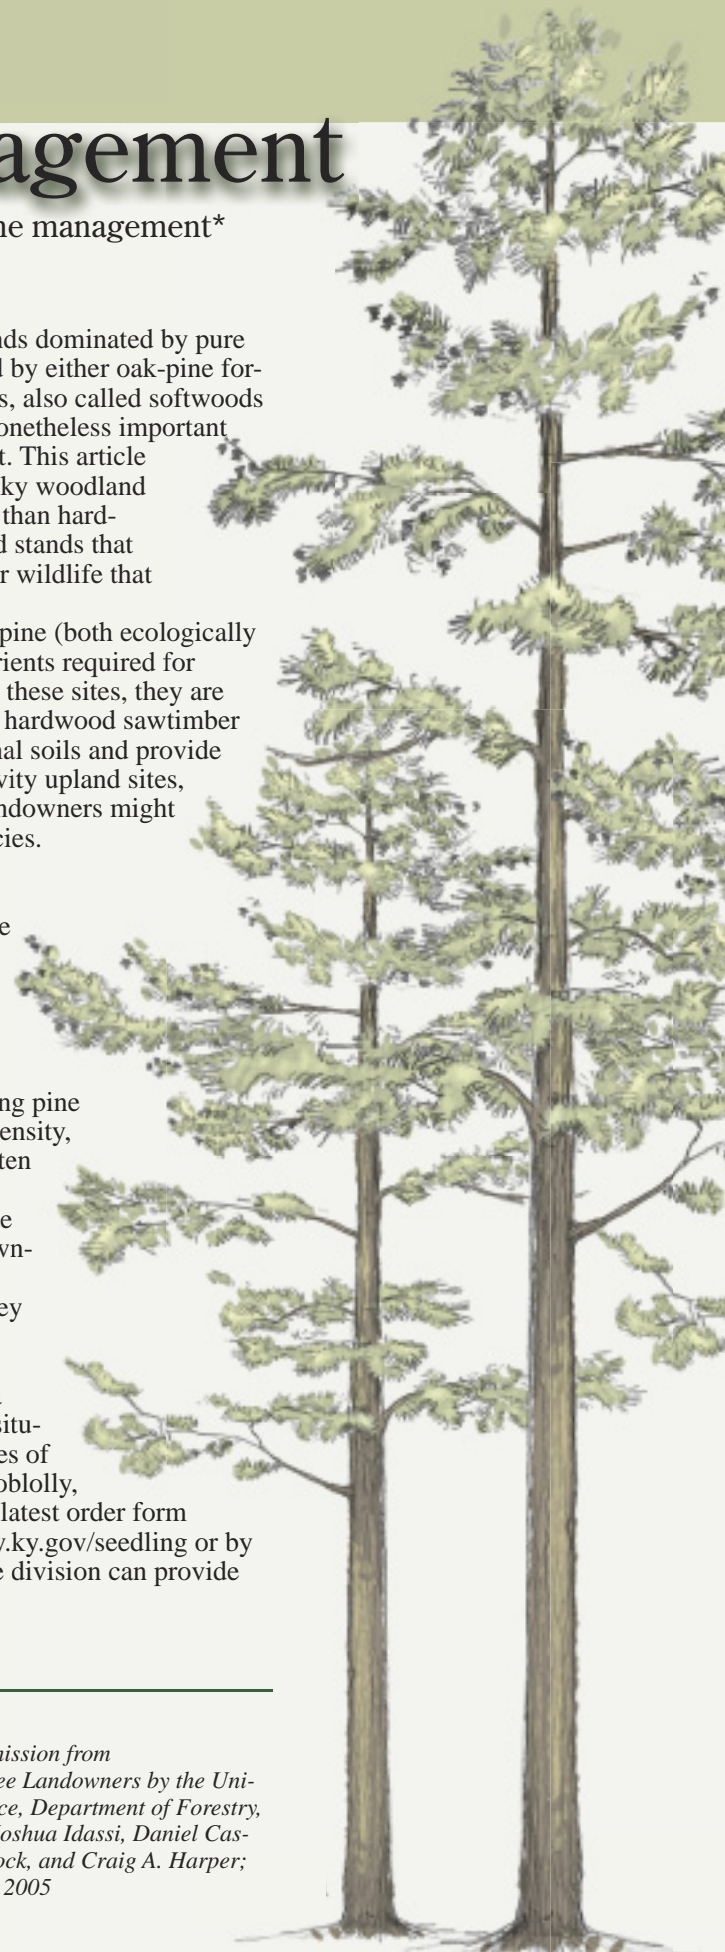 agement
ne management*
nds dominated by pure
d by either oak-pine for-
s, also called softwoods
onetheless important
t. This article
ky woodland
than hard-
d stands that
r wildlife that
pine (both ecologically
rients required for
these sites, they are
hardwood sawtimber
nal soils and provide
vity upland sites,
ndowners might
cies.
e
ng pine
ensity,
ten
e
wn-
ey
situ-
es of
oblolly,
latest order form
y.ky.gov/seedling or by
e division can provide
mission from
ee Landowners by the Uni-
ce, Department of Forestry,
Joshua Idassi, Daniel Cas-
ock, and Craig A. Harper;
2005